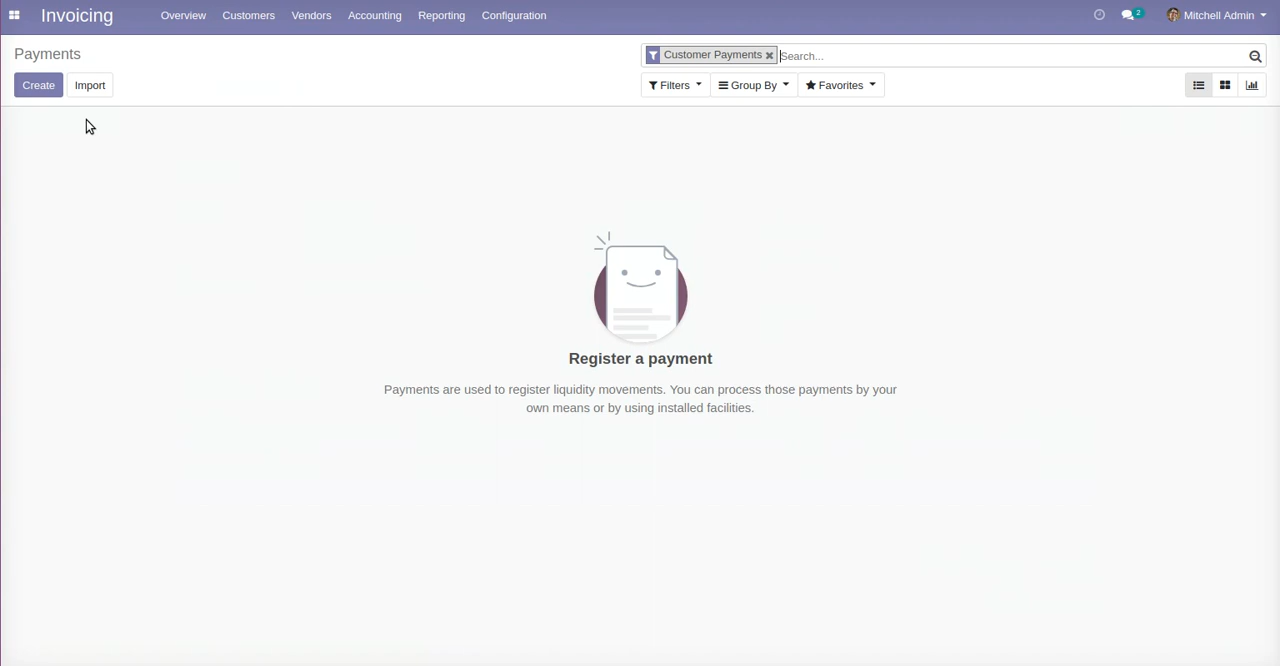 Invoicing Overview Customers Vendors Accounting Reporting Configuration 2 Mitchell Admin
Payments Customer Payments Search...
Create Import Filters Group By Favorites
Register a payment
Payments are used to register liquidity movements. You can process those payments by your
own means or by using installed facilities.